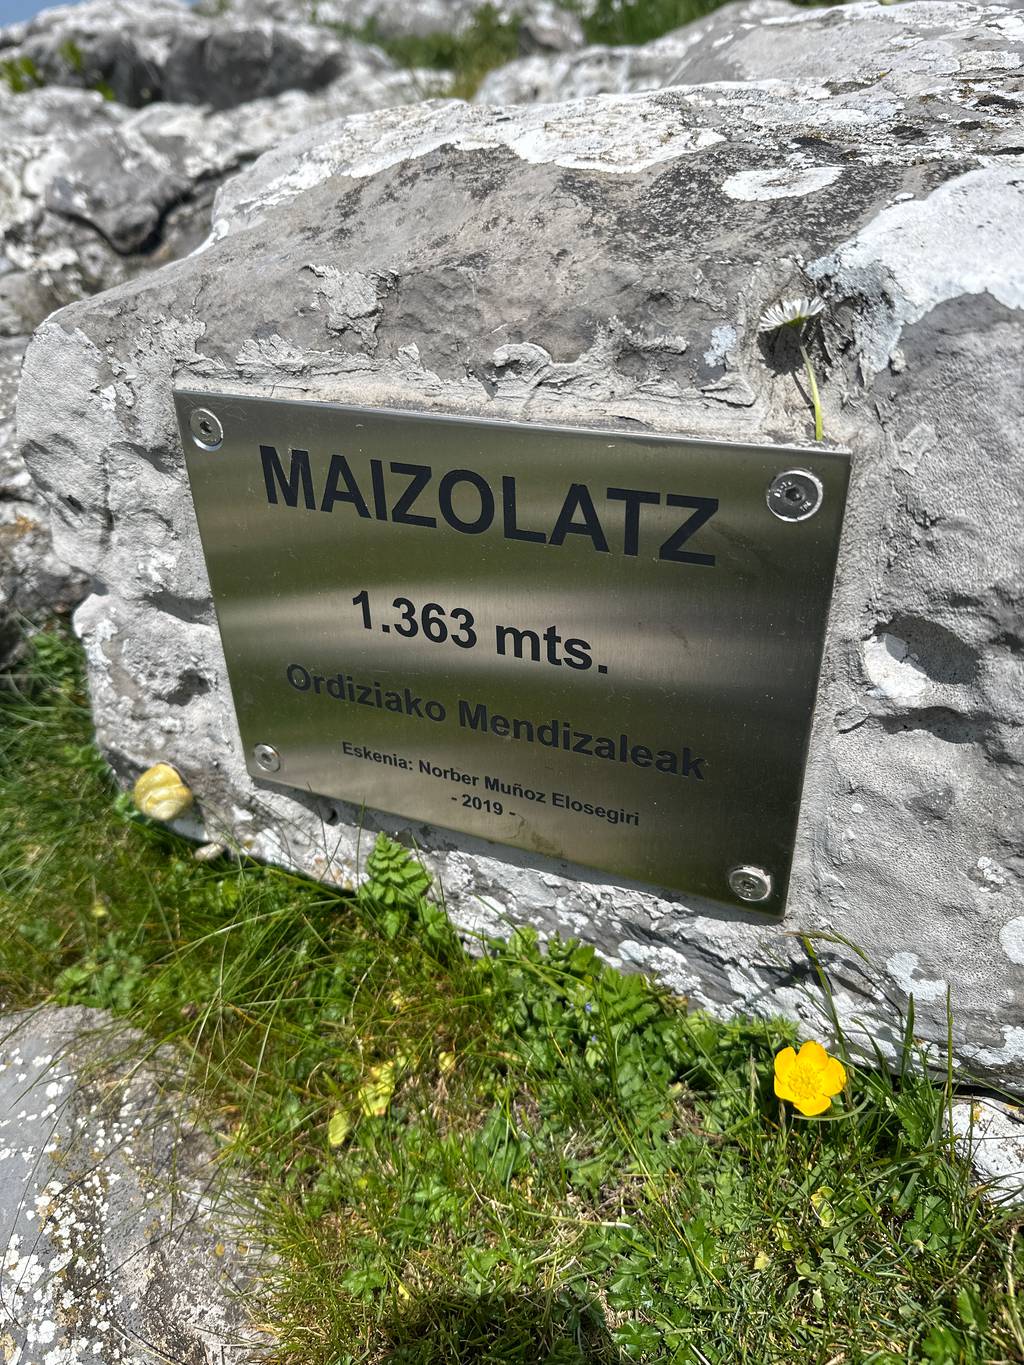 MAIZOLATZ
1.363 mts.
Ordiziako Mendizaleak
Eskenia: Norber Muñoz Elosegiri
- 2019 -